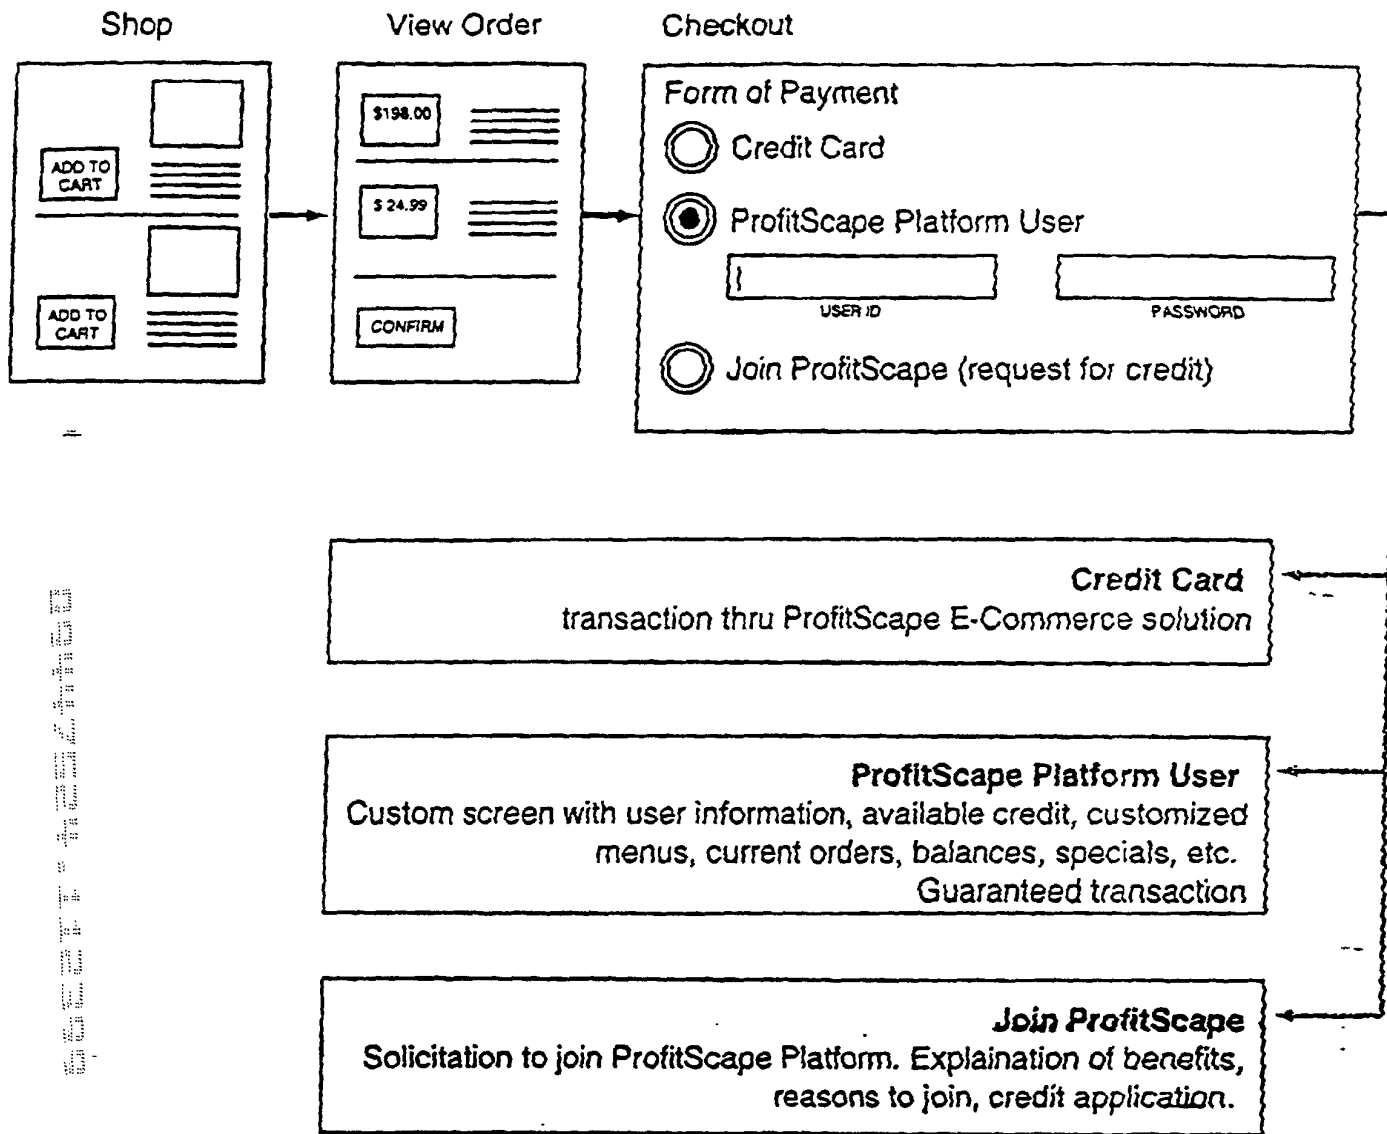 Shop
View Order
Checkout
ADD TO
CART
ADD TO
CART
$198.00
$ 24.99
CONFIRM
Form of Payment
Credit Card
ProfitScape Platform User
USER ID
PASSWORD
Join ProfitScape (request for credit)
Credit Card
transaction thru ProfitScape E-Commerce solution
ProfitScape Platform User
Custom screen with user information, available credit, customized
menus, current orders, balances, specials, etc.
Guaranteed transaction
Join ProfitScape
Solicitation to join ProfitScape Platform. Explaination of benefits,
reasons to join, credit application.